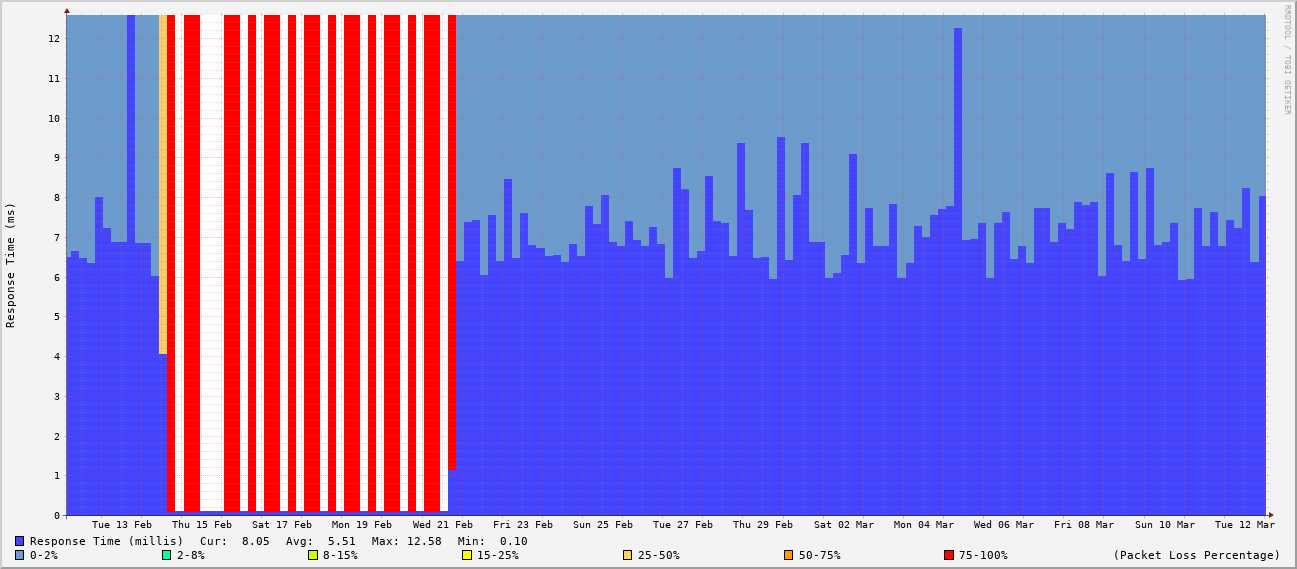 RRDTOOL / TOBI OETIKER
Response Time (ms)
12
11
10
9
8
7
6
5
4
3
2
1
0
Tue 13 Feb Thu 15 Feb Sat 17 Feb Mon 19 Feb Wed 21 Feb Fri 23 Feb Sun 25 Feb Tue 27 Feb Thu 29 Feb Sat 02 Mar Mon 04 Mar Wed 06 Mar Fri 08 Mar Sun 10 Mar Tue 12 Mar
Response Time (millis) Cur: 8.05 Avg: 5.51 Max: 12.58 Min: 0.10
0-2% 2-8% 8-15% 15-25% 25-50% 50-75% 75-100% (Packet Loss Percentage)